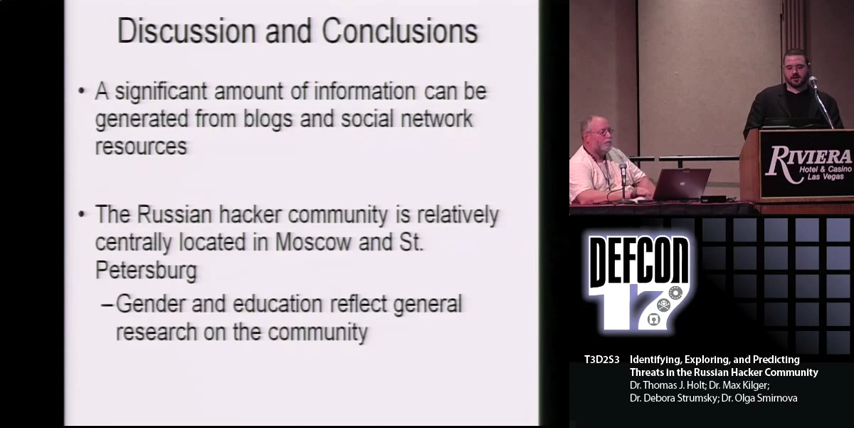 Discussion and Conclusions
• A significant amount of information can be
generated from blogs and social network
resources
• The Russian hacker community is relatively
centrally located in Moscow and St.
Petersburg
–Gender and education reflect general
research on the community
RIVIERA
Hotel & Casino
Las Vegas
DEFCON
17
T3D2S3 Identifying, Exploring, and Predicting
Threats in the Russian Hacker Community
Dr. Thomas J. Holt; Dr. Max Kilger;
Dr. Debora Strumsky; Dr. Olga Smirnova